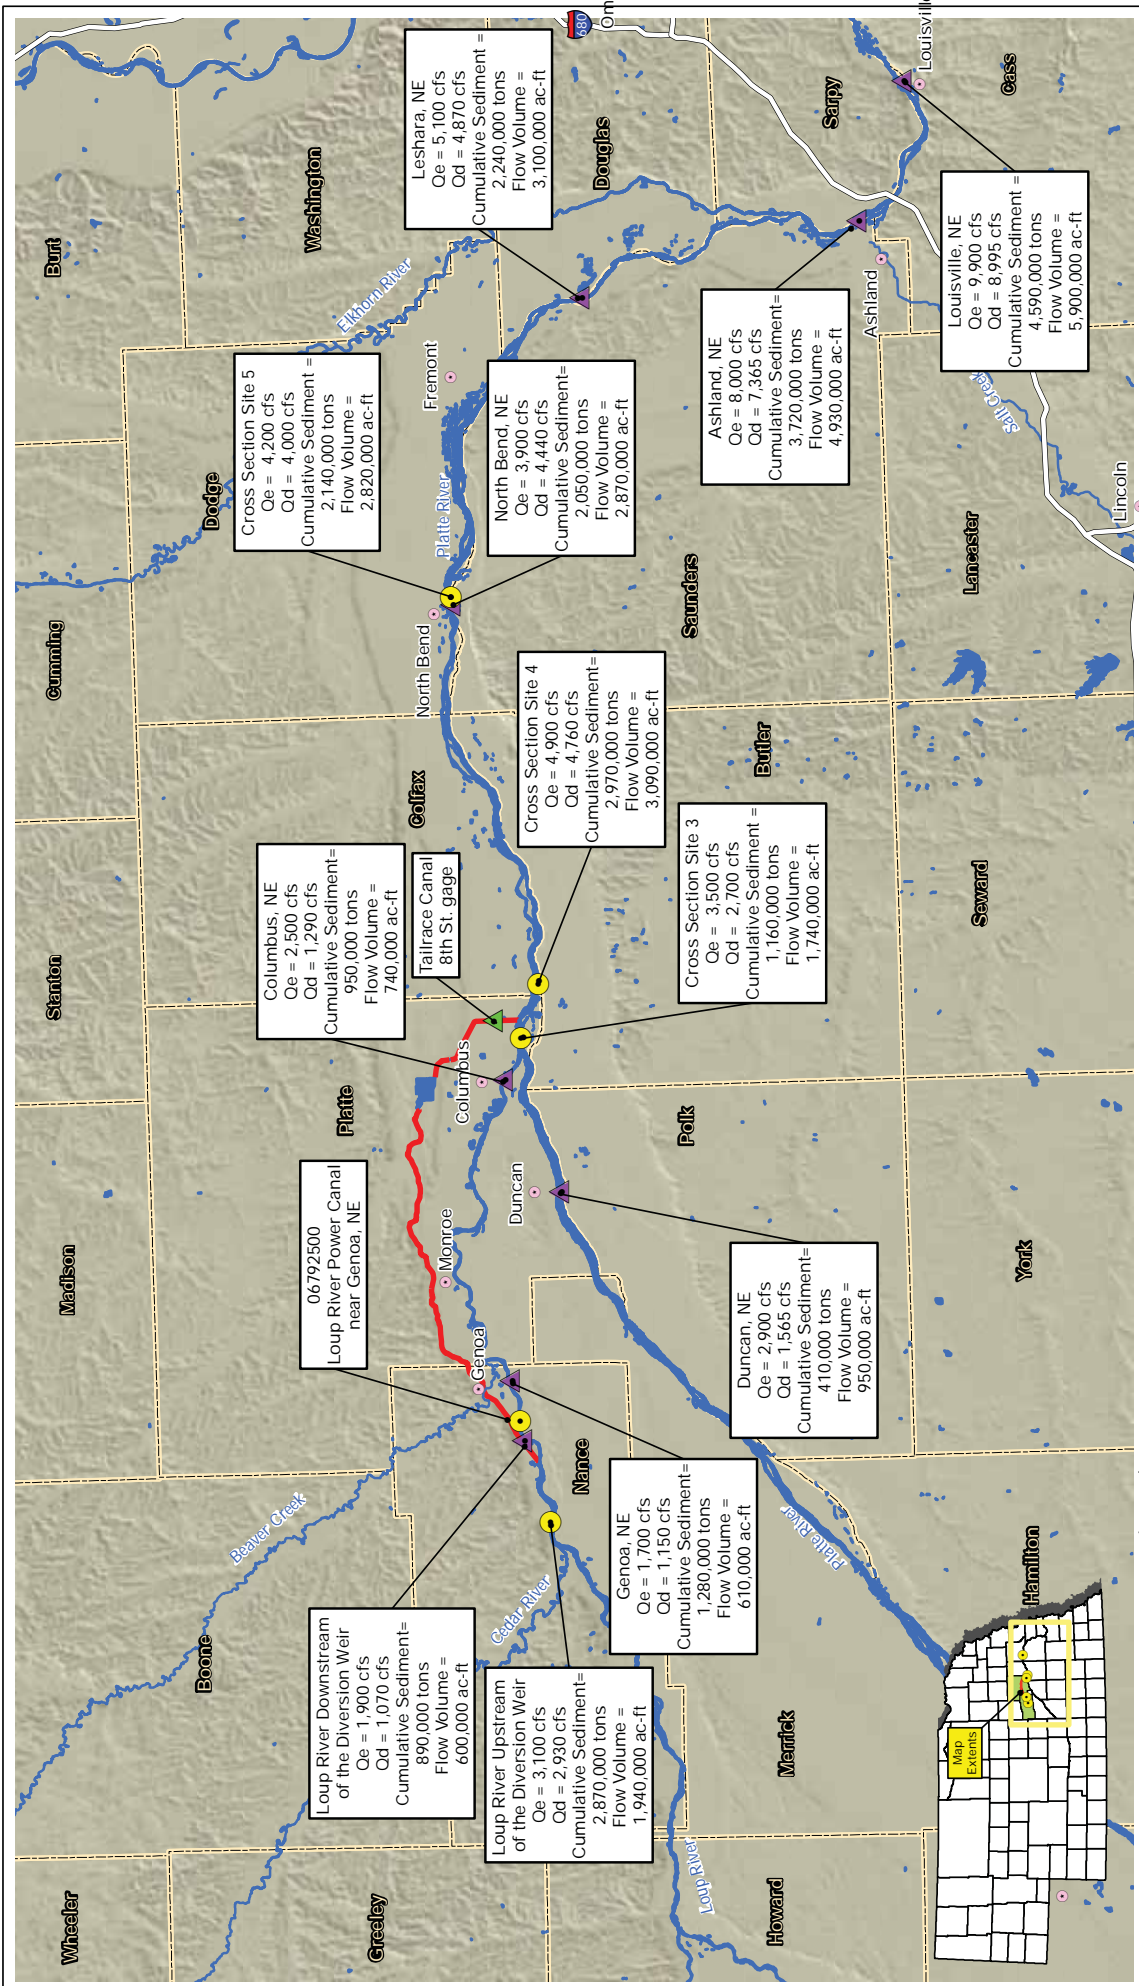 Wheeler
Greeley
Howard
Boone
Madison
Stanton
Cumming
Burt
Washington
Dodge
Douglas
Sarpy
Cass
Platte
Colfax
Nance
Merrick
Polk
Butler
Saunders
Hamilton
York
Seward
Lancaster
Beaver Creek
Cedar River
Loup River
Platte River
Platte River
Elkhorn River
Salt Creek
Genoa
Monroe
Duncan
Columbus
North Bend
Fremont
Ashland
Lincoln
Louisville
680
Om
Loup River Downstream
of the Diversion Weir
Qe = 1,900 cfs
Qd = 1,070 cfs
Cumulative Sediment=
890,000 tons
Flow Volume =
600,000 ac-ft
Loup River Upstream
of the Diversion Weir
Qe = 3,100 cfs
Qd = 2,930 cfs
Cumulative Sediment=
2,870,000 tons
Flow Volume =
1,940,000 ac-ft
Genoa, NE
Qe = 1,700 cfs
Qd = 1,150 cfs
Cumulative Sediment=
1,280,000 tons
Flow Volume =
610,000 ac-ft
06792500
Loup River Power Canal
near Genoa, NE
Duncan, NE
Qe = 2,900 cfs
Qd = 1,565 cfs
Cumulative Sediment=
410,000 tons
Flow Volume =
950,000 ac-ft
Columbus, NE
Qe = 2,500 cfs
Qd = 1,290 cfs
Cumulative Sediment=
950,000 tons
Flow Volume =
740,000 ac-ft
Tailrace Canal
8th St. gage
Cross Section Site 3
Qe = 3,500 cfs
Qd = 2,700 cfs
Cumulative Sediment =
1,160,000 tons
Flow Volume =
1,740,000 ac-ft
Cross Section Site 4
Qe = 4,900 cfs
Qd = 4,760 cfs
Cumulative Sediment=
2,970,000 tons
Flow Volume =
3,090,000 ac-ft
Cross Section Site 5
Qe = 4,200 cfs
Qd = 4,000 cfs
Cumulative Sediment =
2,140,000 tons
Flow Volume =
2,820,000 ac-ft
North Bend, NE
Qe = 3,900 cfs
Qd = 4,440 cfs
Cumulative Sediment=
2,050,000 tons
Flow Volume =
2,870,000 ac-ft
Leshara, NE
Qe = 5,100 cfs
Qd = 4,870 cfs
Cumulative Sediment =
2,240,000 tons
Flow Volume =
3,100,000 ac-ft
Ashland, NE
Qe = 8,000 cfs
Qd = 7,365 cfs
Cumulative Sediment=
3,720,000 tons
Flow Volume =
4,930,000 ac-ft
Louisville, NE
Qe = 9,900 cfs
Qd = 8,995 cfs
Cumulative Sediment =
4,590,000 tons
Flow Volume =
5,900,000 ac-ft
Map
Extents